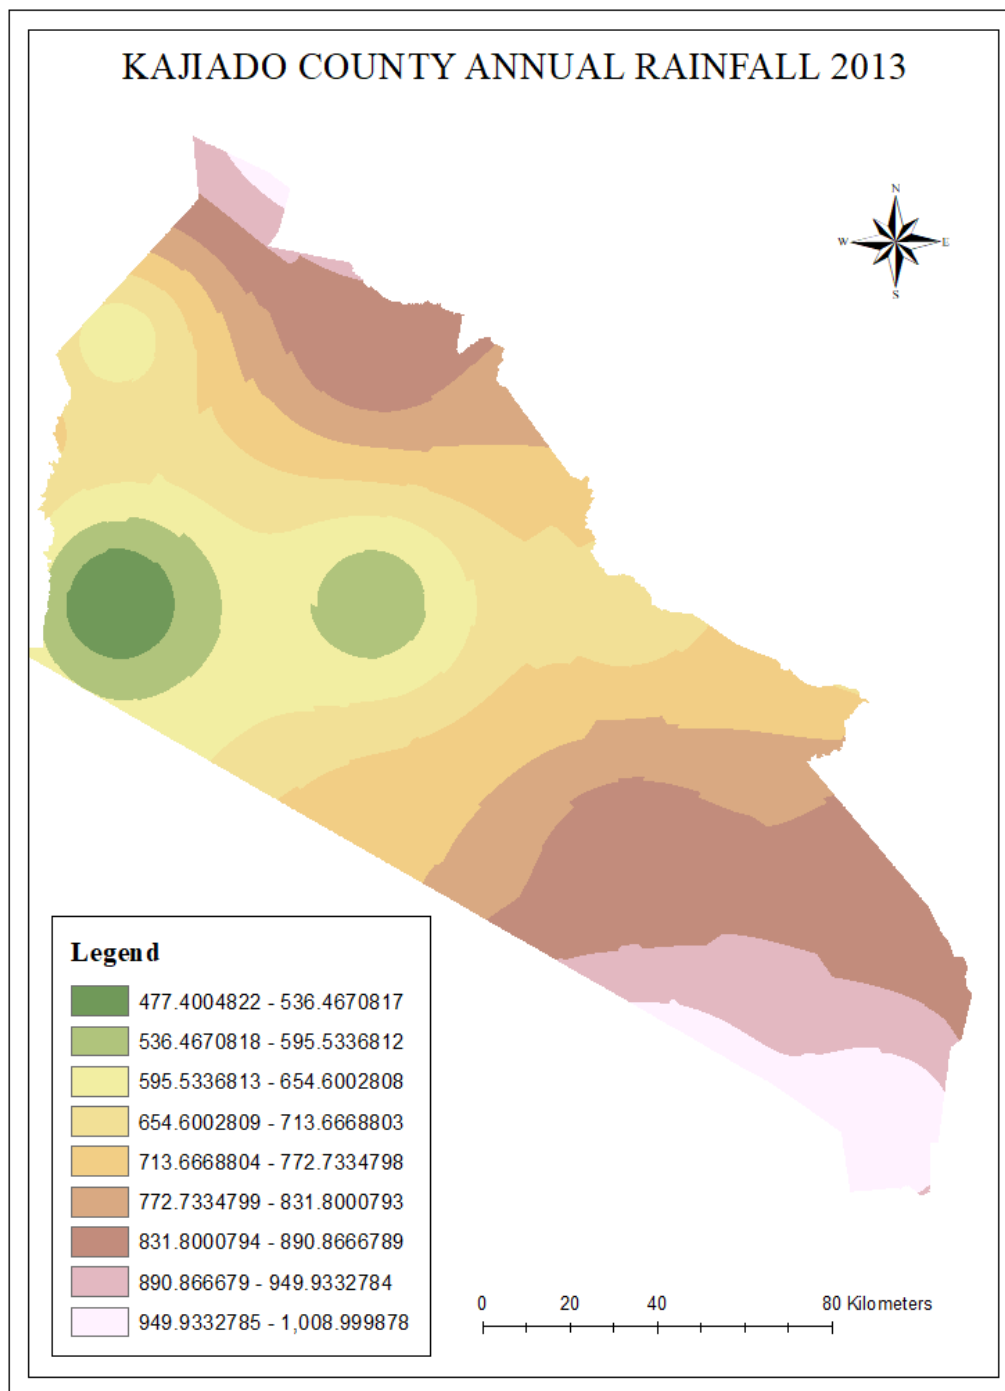 KAJIADO COUNTY ANNUAL RAINFALL 2013
N
W E
S
Legend
477.4004822 - 536.4670817
536.4670818 - 595.5336812
595.5336813 - 654.6002808
654.6002809 - 713.6668803
713.6668804 - 772.7334798
772.7334799 - 831.8000793
831.8000794 - 890.8666789
890.866679 - 949.9332784
949.9332785 - 1,008.999878
0 20 40 80 Kilometers